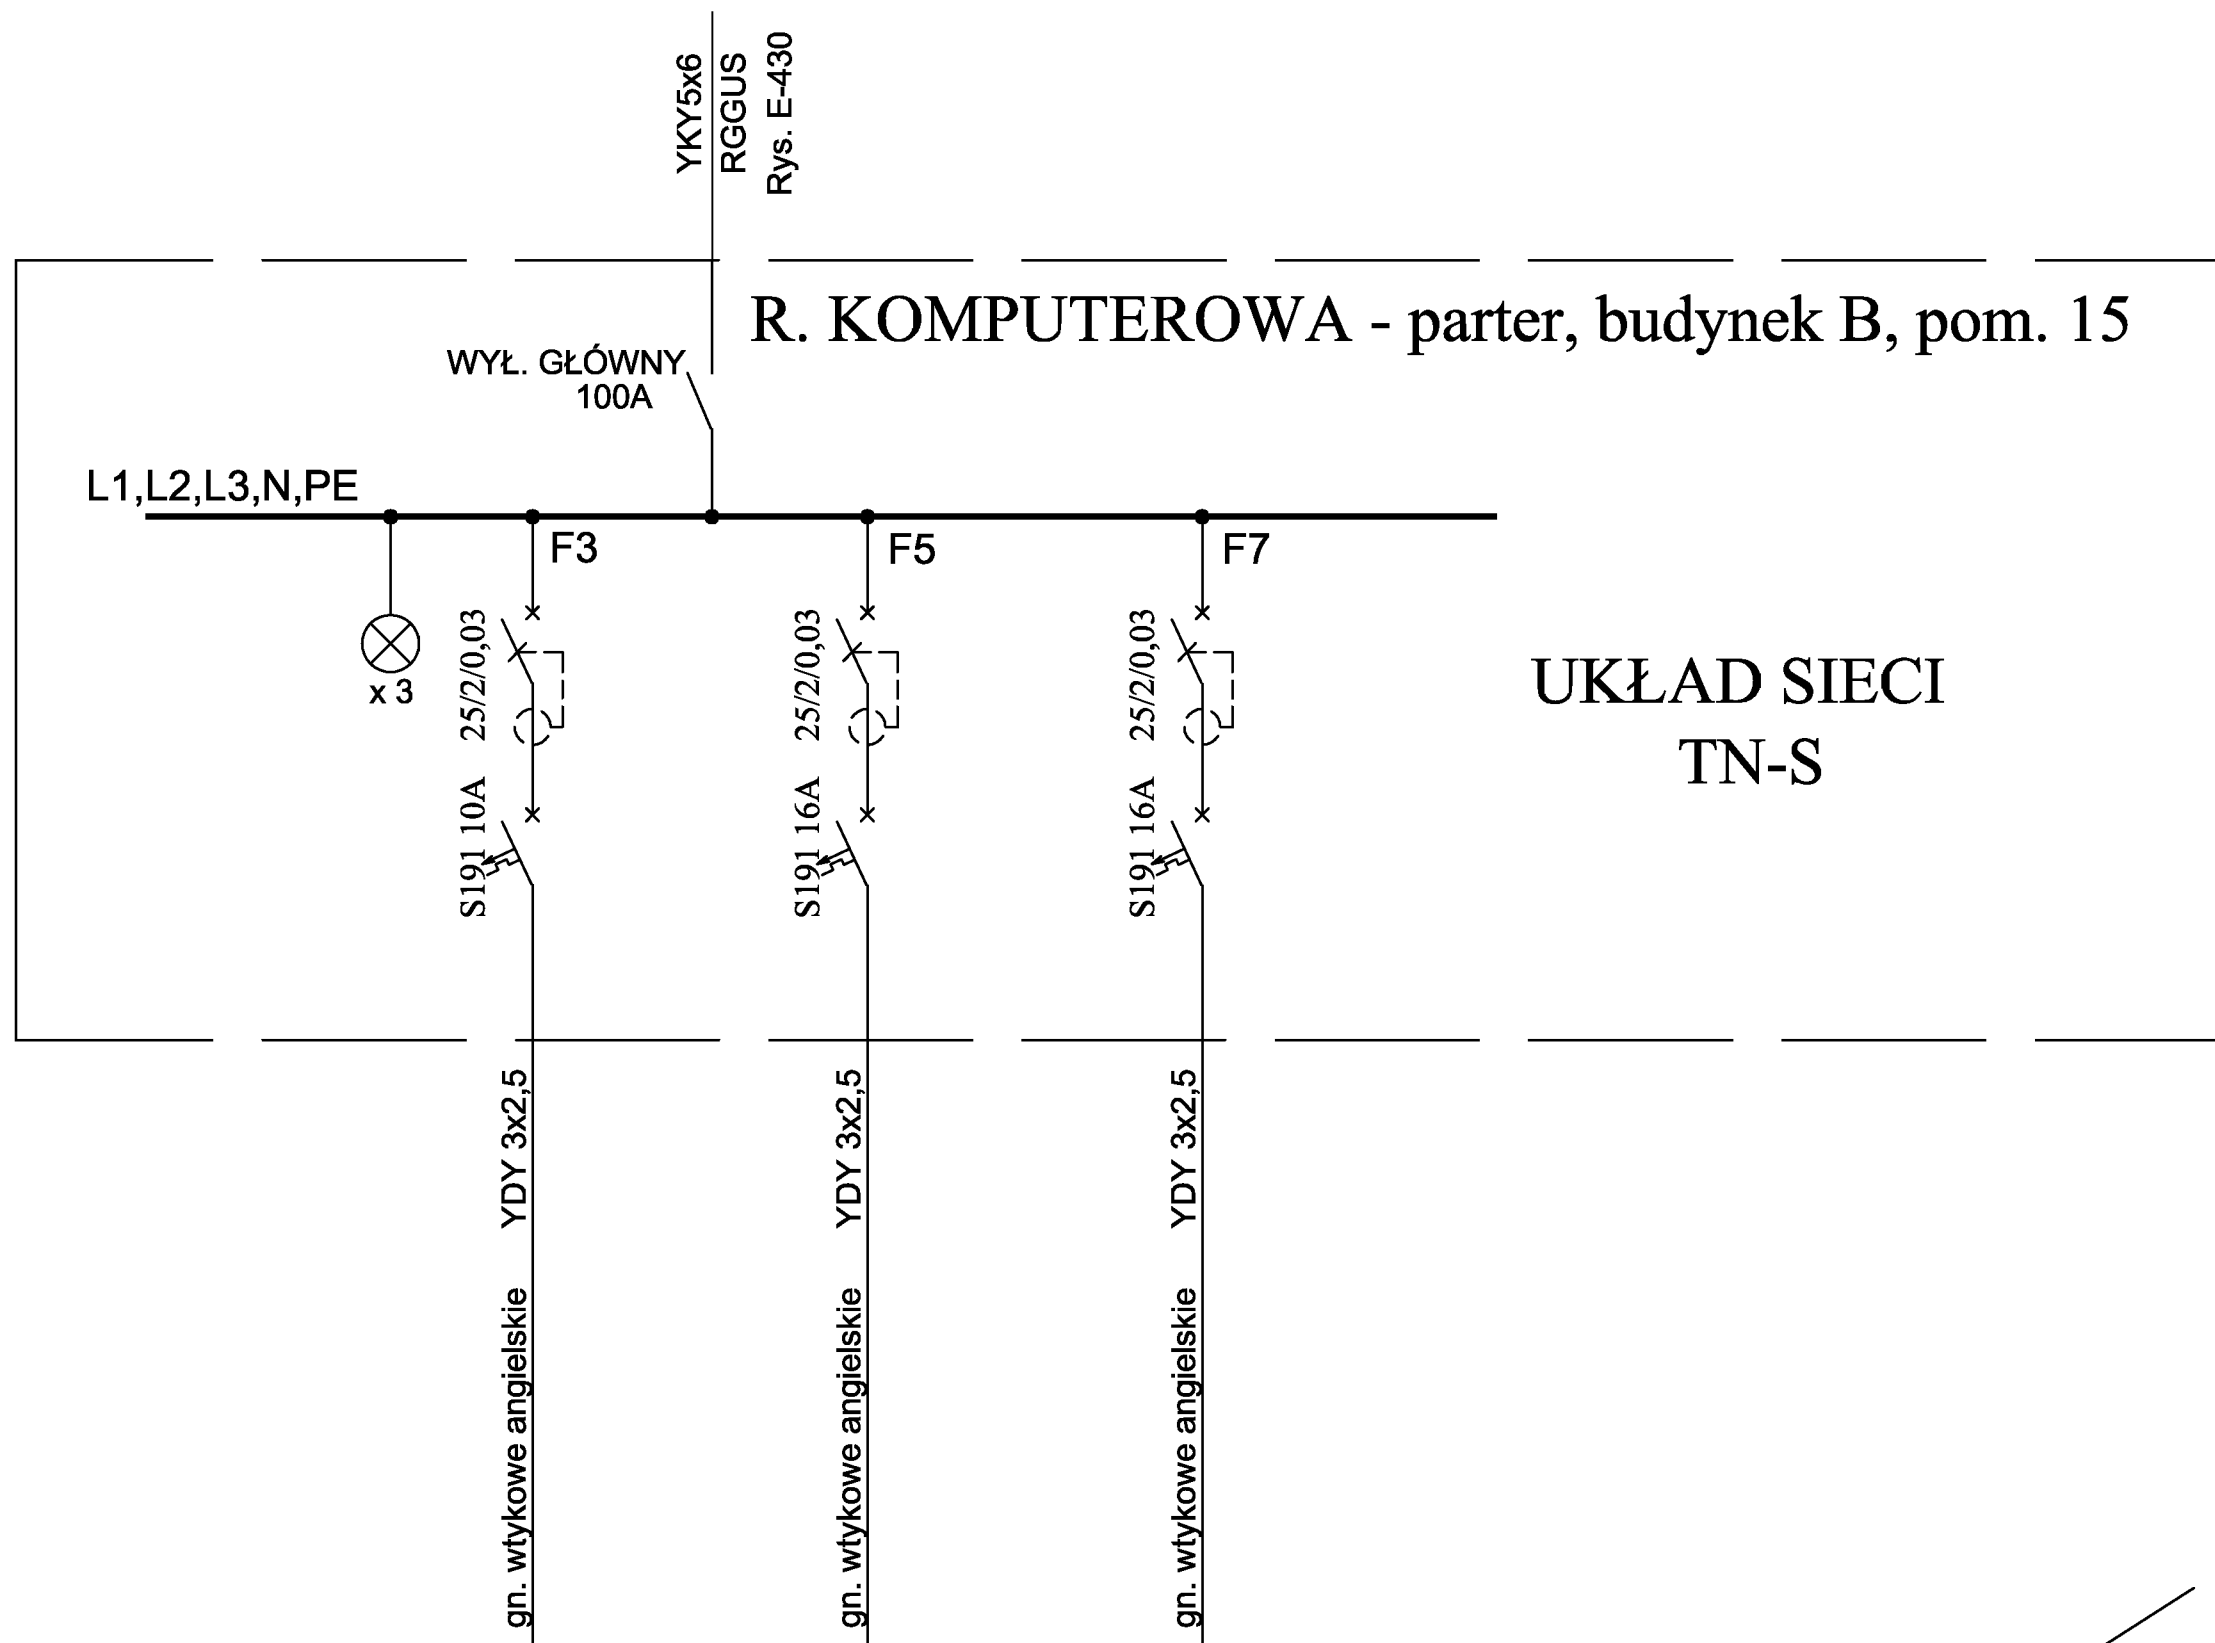 YKY5x6
RGGUS
Rys. E-430
R. KOMPUTEROWA - parter, budynek B, pom. 15
WYŁ. GŁÓWNY
100A
L1,L2,L3,N,PE
F3
F5
F7
x 3
25/2/0,03
25/2/0,03
25/2/0,03
UKŁAD SIECI
TN-S
S191 10A
S191 16A
S191 16A
YDY 3x2,5
YDY 3x2,5
YDY 3x2,5
gn. wtykowe angielskie
gn. wtykowe angielskie
gn. wtykowe angielskie